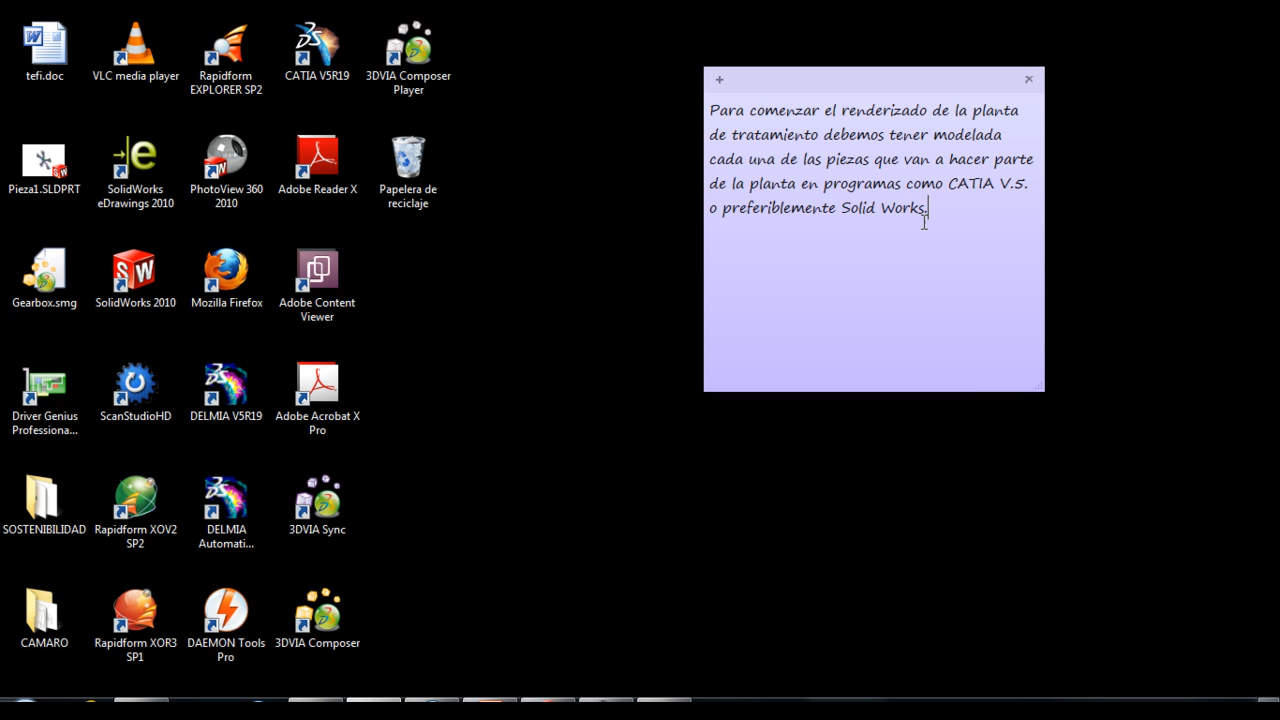 tefi.doc
VLC media player
Rapidform
EXPLORER SP2
CATIA V5R19
3DVIA Composer
Player
Pieza1.SLDPRT
SolidWorks
eDrawings 2010
PhotoView 360
2010
Adobe Reader X
Papelera de
reciclaje
Gearbox.smg
SolidWorks 2010
Mozilla Firefox
Adobe Content
Viewer
Driver Genius
Professiona...
ScanStudioHD
DELMIA V5R19
Adobe Acrobat X
Pro
SOSTENIBILIDAD
Rapidform XOV2
SP2
DELMIA
Automati...
3DVIA Sync
CAMARO
Rapidform XOR3
SP1
DAEMON Tools
Pro
3DVIA Composer
Para comenzar el renderizado de la planta
de tratamiento debemos tener modelada
cada una de las piezas que van a hacer parte
de la planta en programas como CATIA V.5.
o preferiblemente Solid Works.